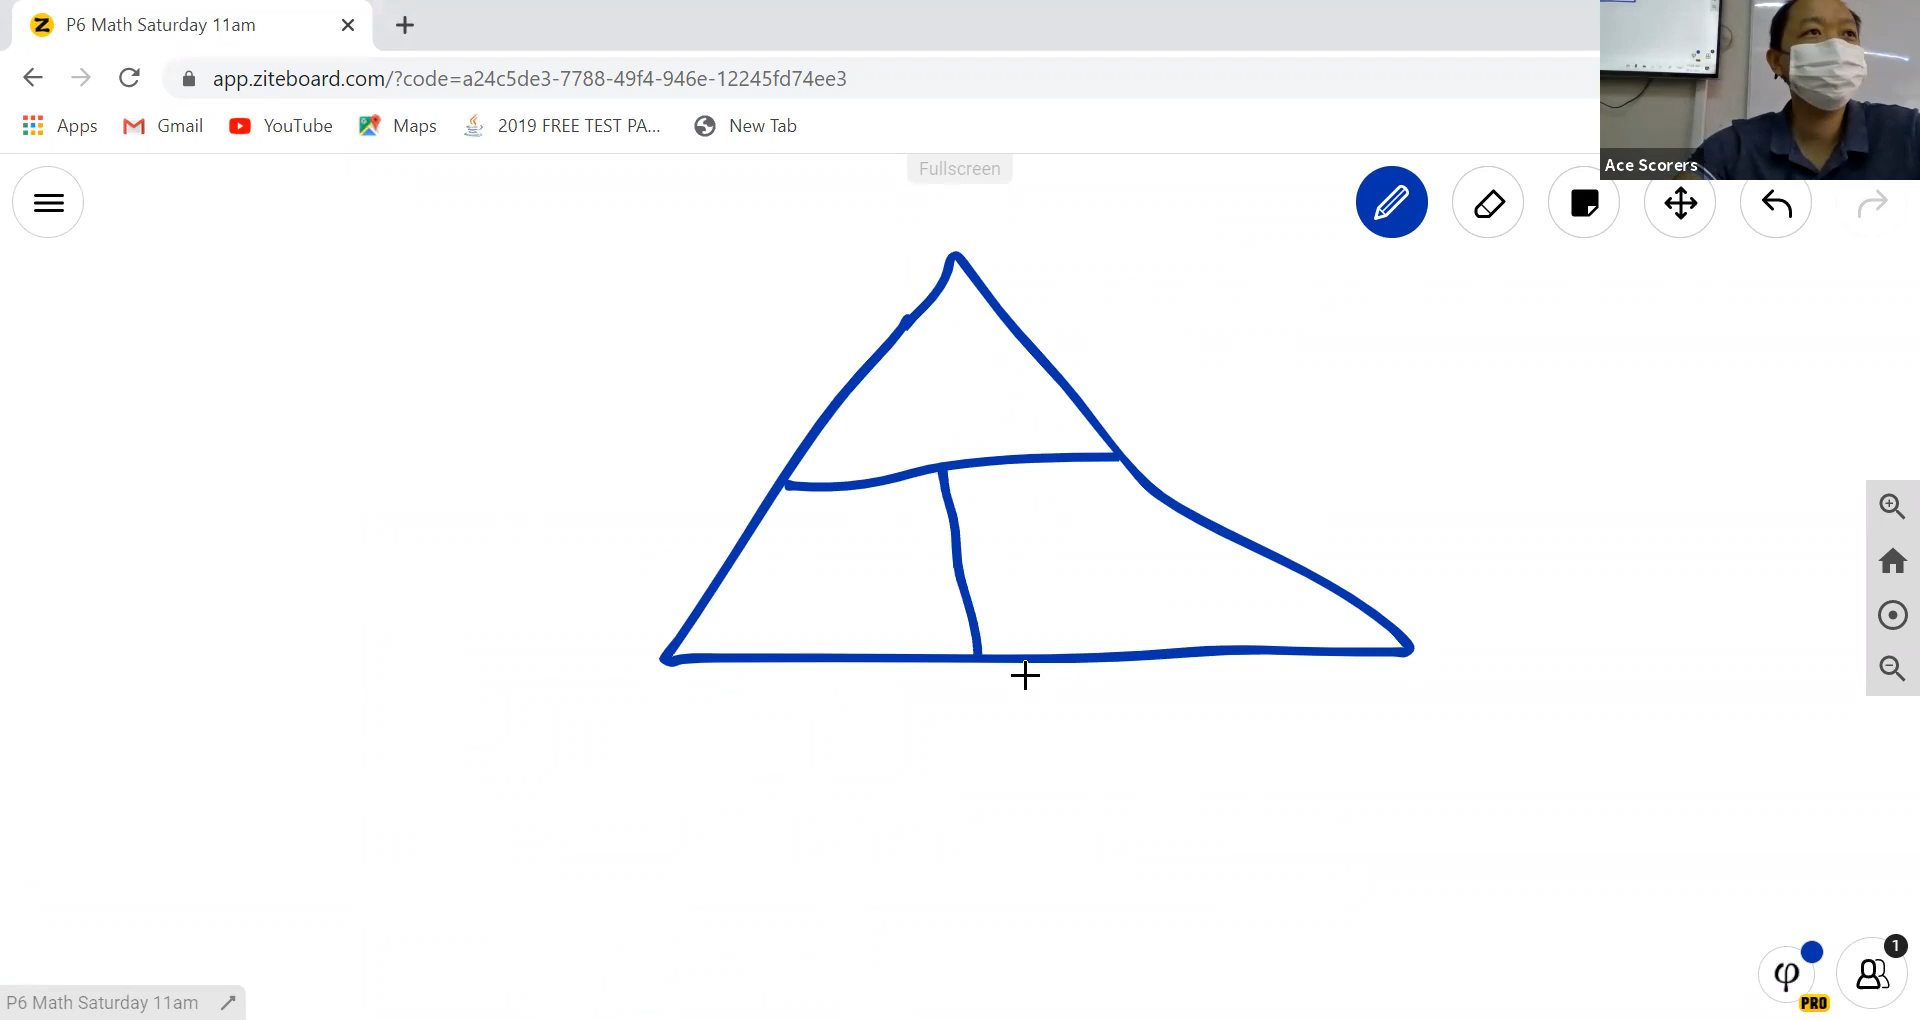 P6 Math Saturday 11am
app.ziteboard.com/?code=a24c5de3-7788-49f4-946e-12245fd74ee3
Apps Gmail YouTube Maps 2019 FREE TEST PA... New Tab
Ace Scorers
Fullscreen
1
φ
PRO
P6 Math Saturday 11am